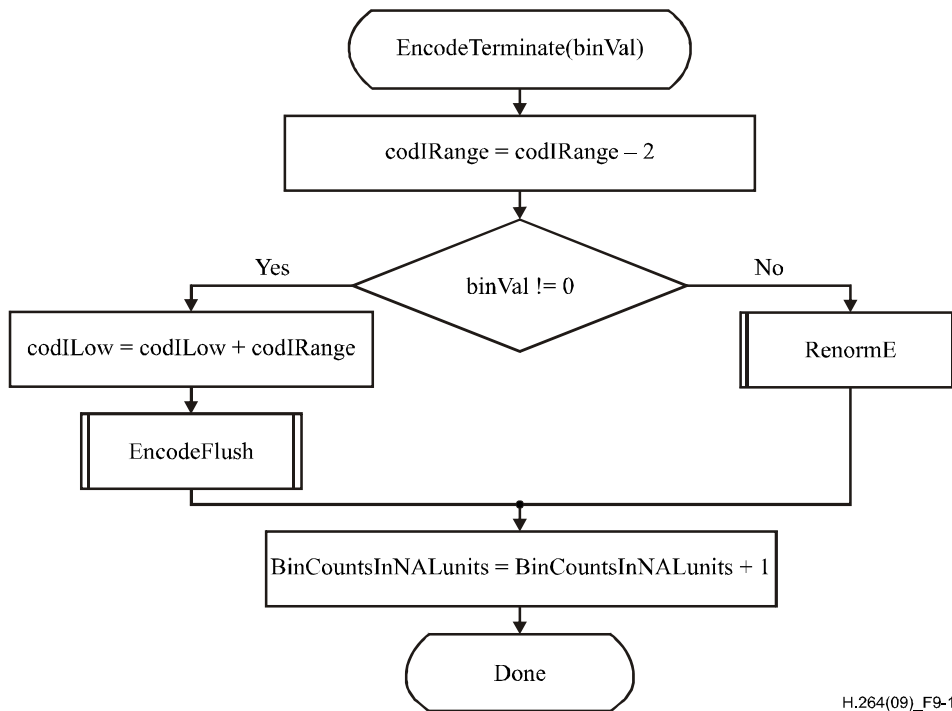 EncodeTerminate(binVal)
codIRange = codIRange – 2
binVal != 0
Yes
No
codILow = codILow + codIRange
RenormE
EncodeFlush
BinCountsInNALunits = BinCountsInNALunits + 1
Done
H.264(09)_F9-1